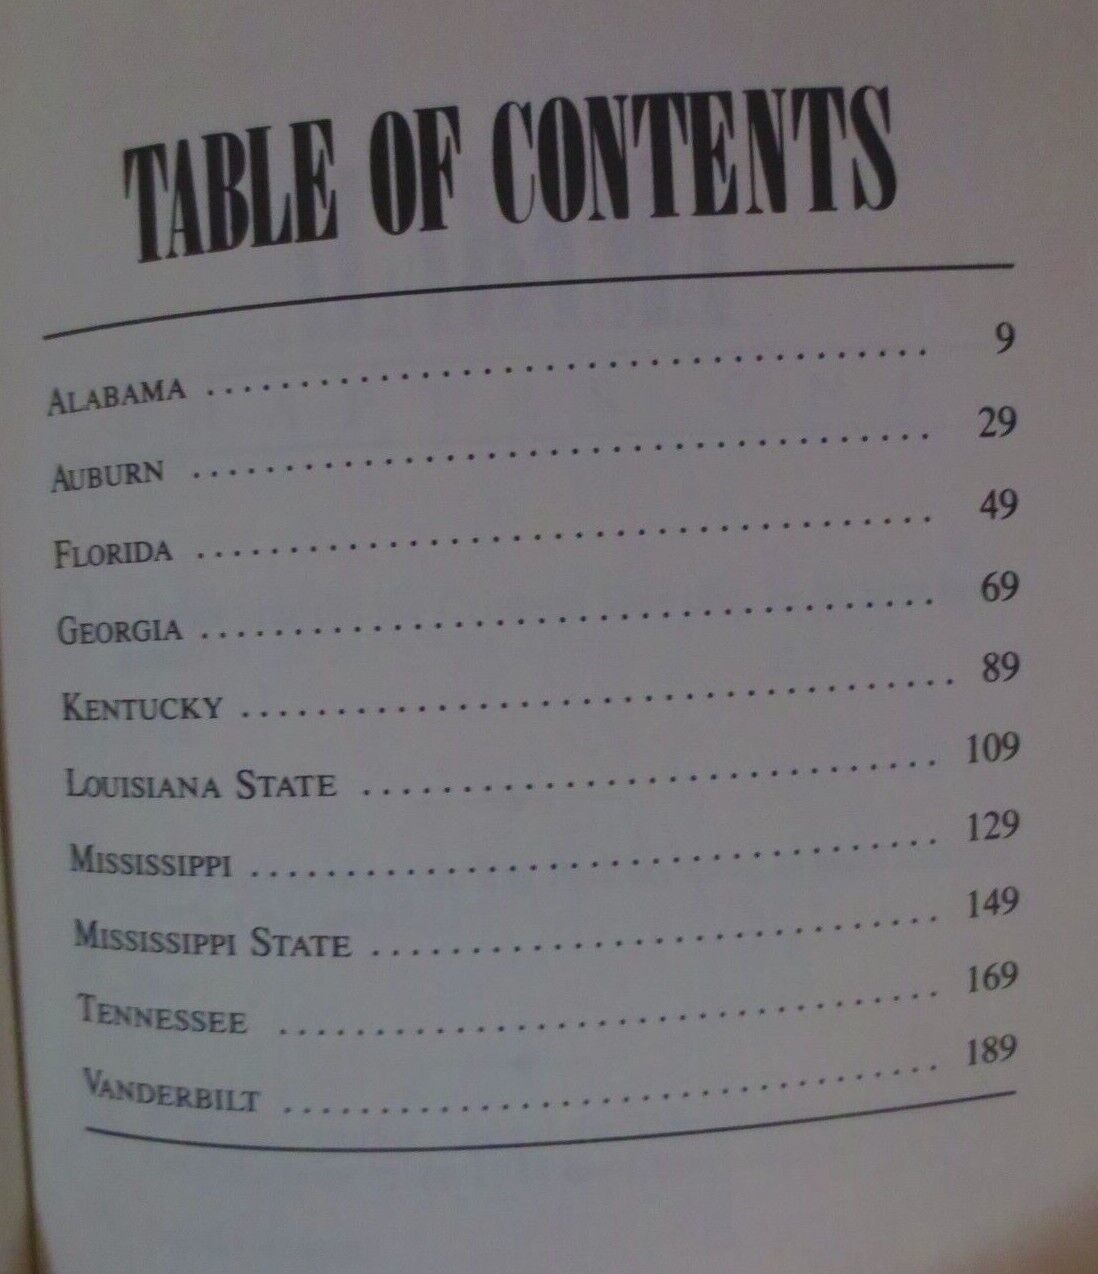 TABLE OF CONTENTS
ALABAMA . . . . . . . . . . . . . . . . . . . . . . . . . . . . . . . . . . . 9
AUBURN . . . . . . . . . . . . . . . . . . . . . . . . . . . . . . . . . . . 29
FLORIDA . . . . . . . . . . . . . . . . . . . . . . . . . . . . . . . . . . . 49
GEORGIA . . . . . . . . . . . . . . . . . . . . . . . . . . . . . . . . . . . 69
KENTUCKY . . . . . . . . . . . . . . . . . . . . . . . . . . . . . . . . . . 89
LOUISIANA STATE . . . . . . . . . . . . . . . . . . . . . . . . . . . 109
MISSISSIPPI . . . . . . . . . . . . . . . . . . . . . . . . . . . . . . . . 129
MISSISSIPPI STATE . . . . . . . . . . . . . . . . . . . . . . . . . . 149
TENNESSEE . . . . . . . . . . . . . . . . . . . . . . . . . . . . . . . 169
VANDERBILT . . . . . . . . . . . . . . . . . . . . . . . . . . . . . . 189